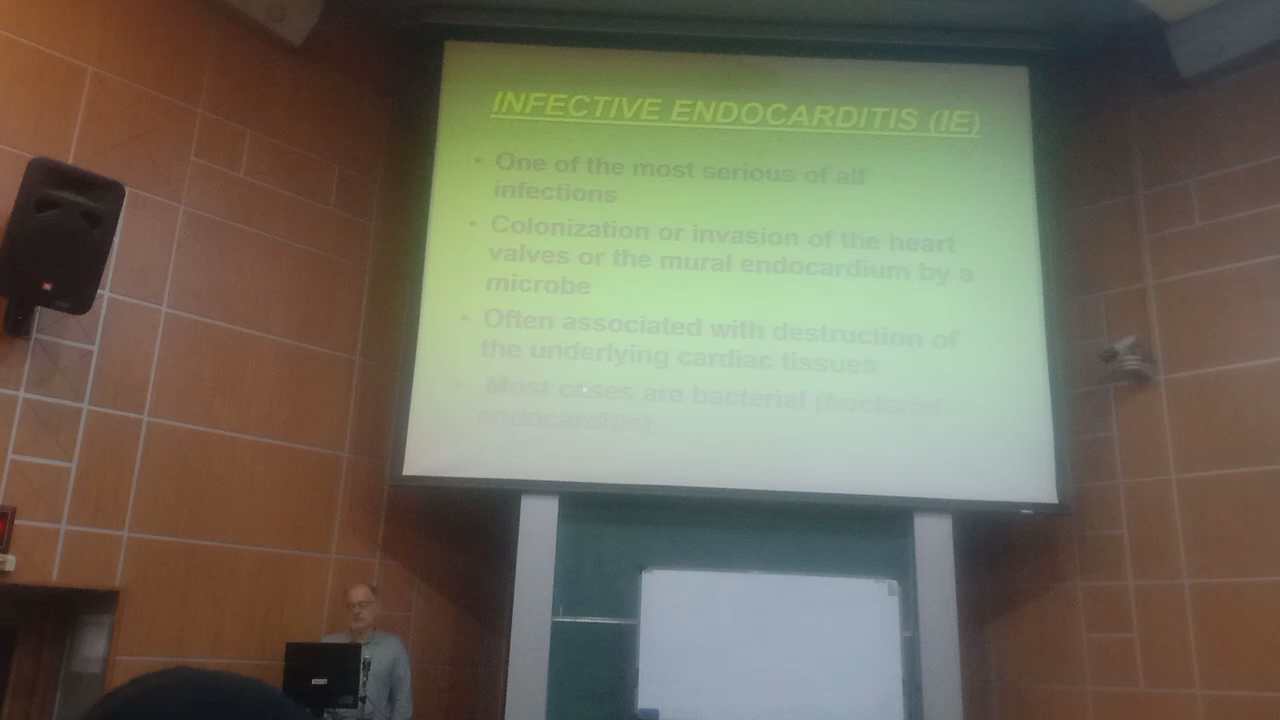 INFECTIVE ENDOCARDITIS (IE)
• One of the most serious of all
infections
• Colonization or invasion of the heart
valves or the mural endocardium by a
microbe
• Often associated with destruction of
the underlying cardiac tissues
• Most cases are bacterial (bacterial
endocarditis)